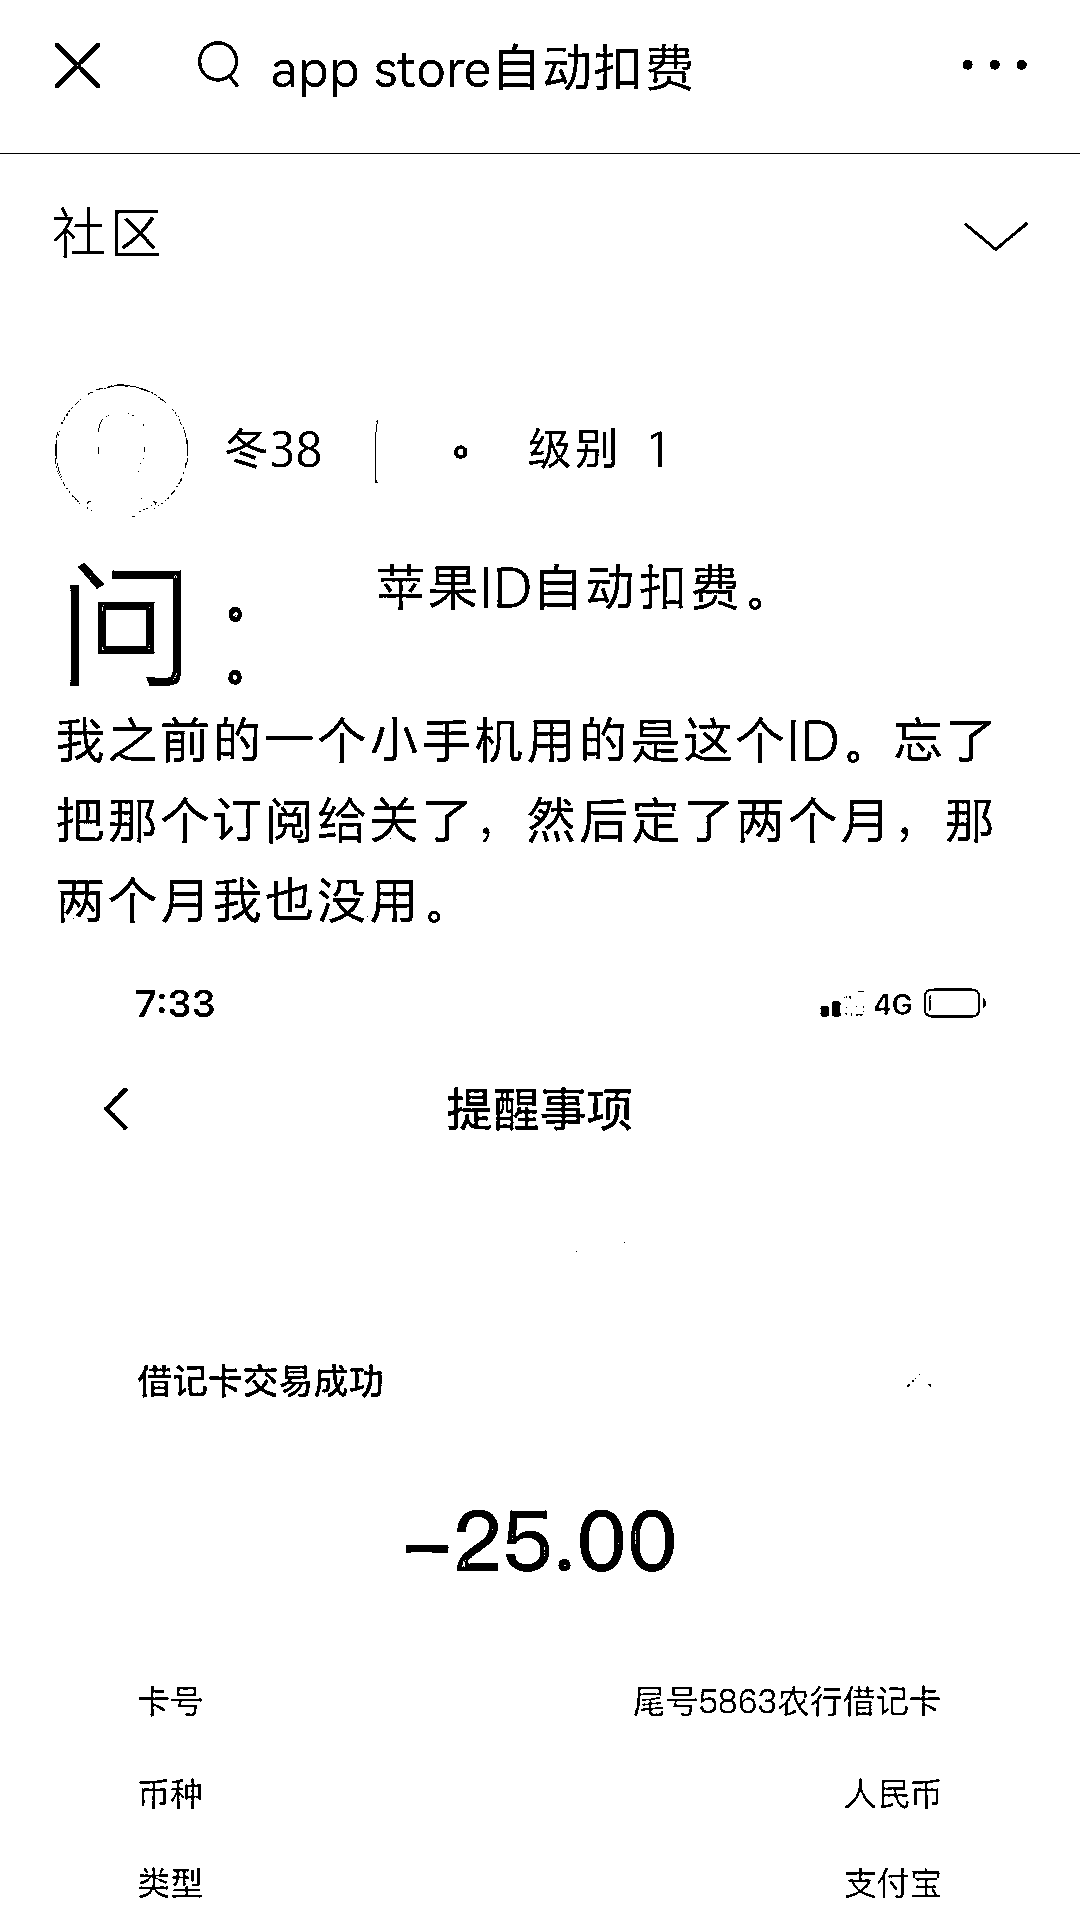 app store自动扣费
社区
冬38 。 级别 1
问： 苹果ID自动扣费。
我之前的一个小手机用的是这个ID。忘了
把那个订阅给关了，然后定了两个月，那
两个月我也没用。
7:33 4G
提醒事项
借记卡交易成功
-25.00
卡号 尾号5863农行借记卡
币种 人民币
类型 支付宝